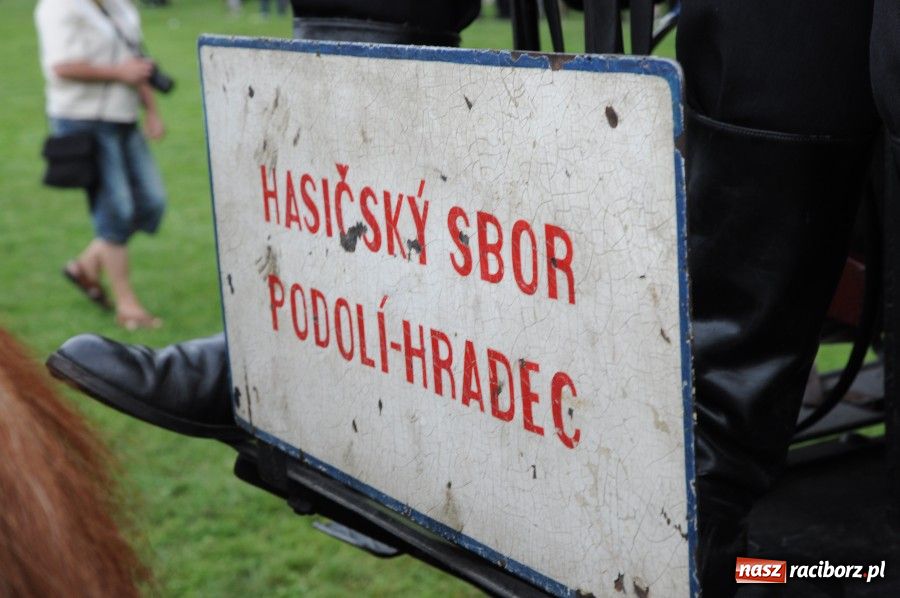 HASIČSKÝ SBOR
PODOLÍ-HRADEC
nasz raciborz.pl